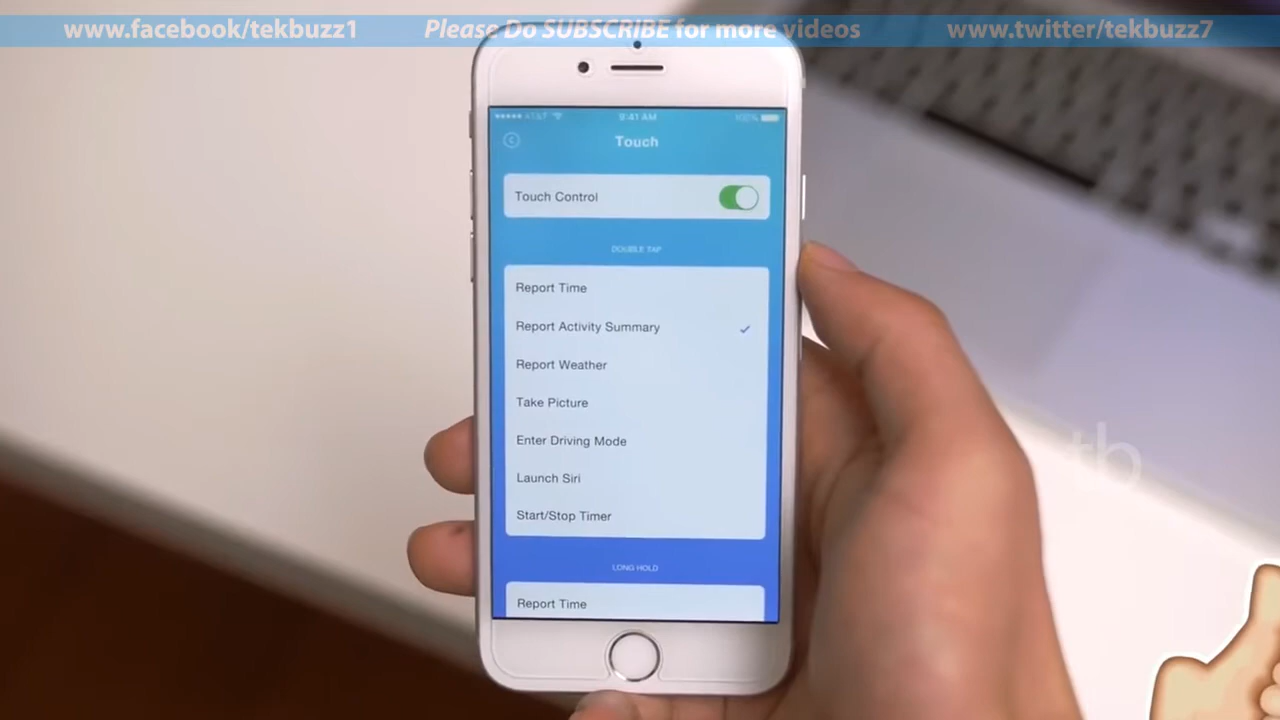 www.facebook/tekbuzz1
Please Do SUBSCRIBE for more videos
www.twitter/tekbuzz7
AT&T 9:41 AM 100%
Touch
Touch Control
DOUBLE TAP
Report Time
Report Activity Summary
Report Weather
Take Picture
Enter Driving Mode
Launch Siri
Start/Stop Timer
LONG HOLD
Report Time
tb